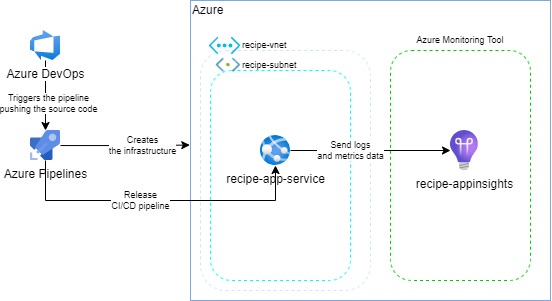 Azure
recipe-vnet
recipe-subnet
Azure Monitoring Tool
Azure DevOps
Triggers the pipeline
pushing the source code
Azure Pipelines
Creates
the infrastructure
Send logs
and metrics data
recipe-app-service
recipe-appinsights
Release
CI/CD pipeline